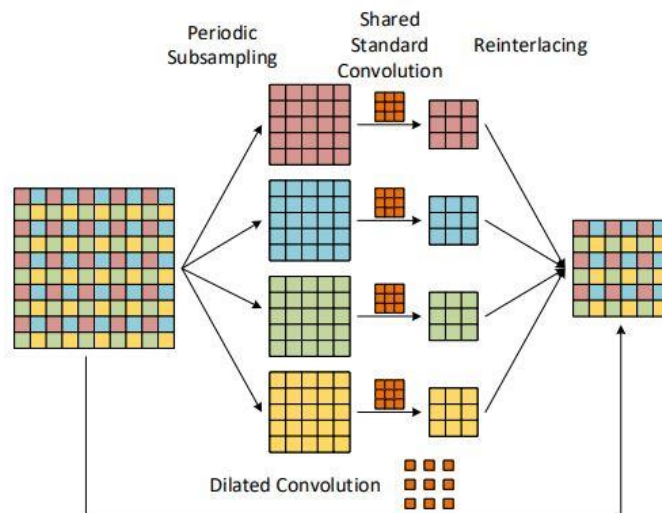 Periodic
Subsampling
Shared
Standard
Convolution
Reinterlacing
Dilated Convolution